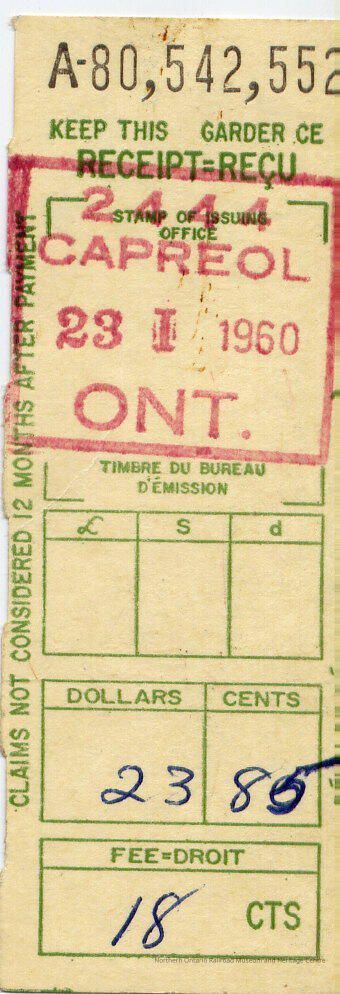 A-80,542,552
KEEP THIS GARDER CE
RECEIPT=REÇU
2444
STAMP OF ISSUING
OFFICE
CAPREOL
23 I 1960
ONT.
TIMBRE DU BUREAU
D'ÉMISSION
CLAIMS NOT CONSIDERED 12 MONTHS AFTER PAYMENT
£ S d
DOLLARS CENTS
23 85
FEE=DROIT
18 CTS
Northern Ontario Railroad Museum and Heritage Centre